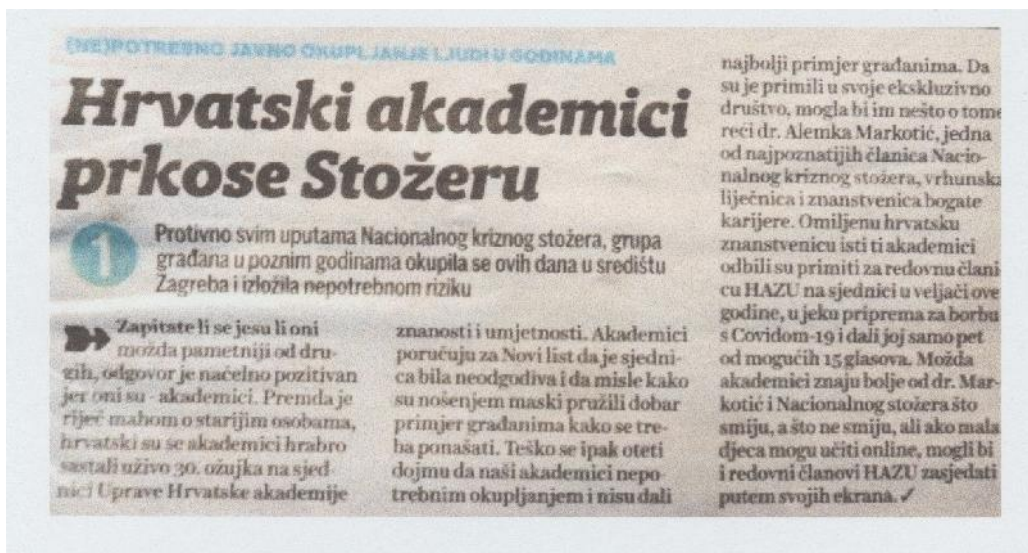 (NE)POTREBNO JAVNO OKUPLJANJE LJUDI U GODINAMA
Hrvatski akademici
prkose Stožeru
1
Protivno svim uputama Nacionalnog kriznog stožera, grupa
građana u poznim godinama okupila se ovih dana u središtu
Zagreba i izložila nepotrebnom riziku
Zapitate li se jesu li oni
možda pametniji od dru-
gih, odgovor je načelno pozitivan
jer oni su - akademici. Premda je
riječ mahom o starijim osobama,
hrvatski su se akademici hrabro
sastali uživo 30. ožujka na sjed-
nici Uprave Hrvatske akademije
znanosti i umjetnosti. Akademici
poručuju za Novi list da je sjedni-
ca bila neodgodiva i da misle kako
su nošenjem maski pružili dobar
primjer građanima kako se tre-
ba ponašati. Teško se ipak oteti
dojmu da naši akademici nepo-
trebnim okupljanjem i nisu dali
najbolji primjer građanima. Da
su je primili u svoje ekskluzivno
društvo, mogla bi im nešto o tome
reći dr. Alemka Markotić, jedna
od najpoznatijih članica Nacio-
nalnog kriznog stožera, vrhunska
liječnica i znanstvenica bogate
karijere. Omiljenu hrvatsku
znanstvenicu isti ti akademici
odbili su primiti za redovnu člani
cu HAZU na sjednici u veljači ove
godine, u jeku priprema za borbu
s Covidom-19 i dali joj samo pet
od mogućih 15 glasova. Možda
akademici znaju bolje od dr. Mar-
kotić i Nacionalnog stožera što
smiju, a što ne smiju, ali ako mala
djeca mogu učiti online, mogli bi
i redovni članovi HAZU zasjedati
putem svojih ekrana. ✓